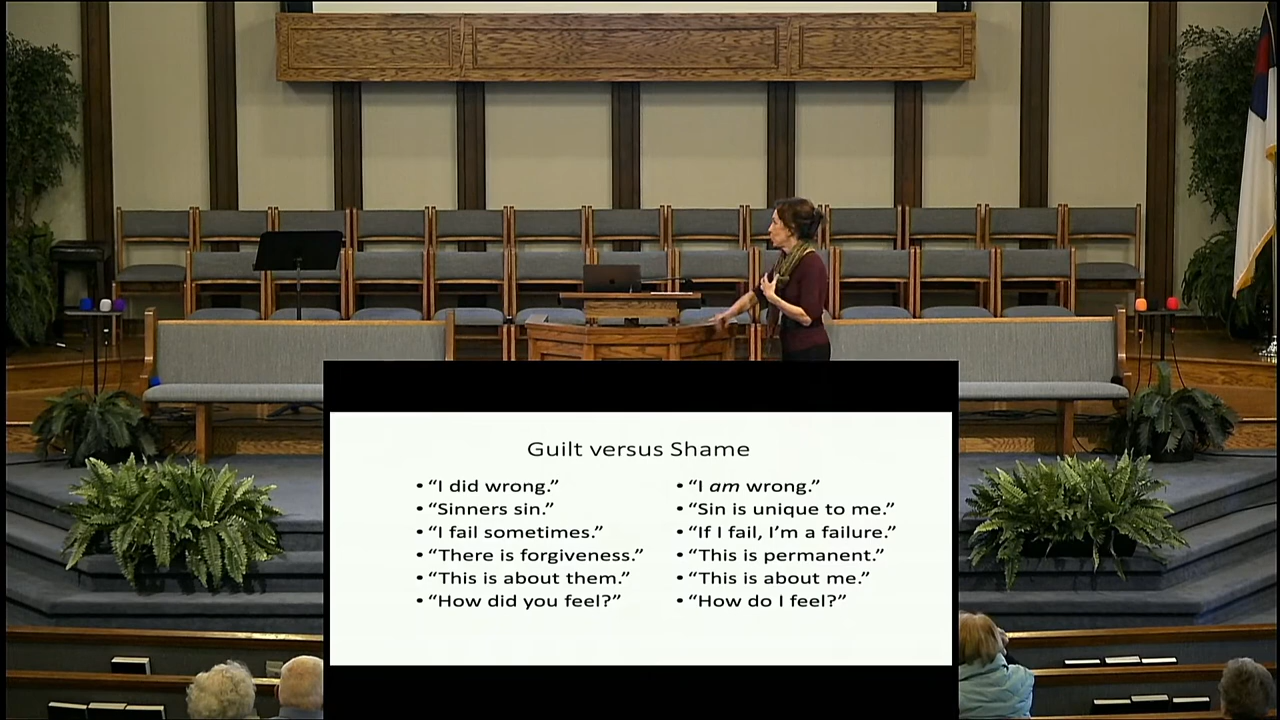 Guilt versus Shame
• “I did wrong.”
• “Sinners sin.”
• “I fail sometimes.”
• “There is forgiveness.”
• “This is about them.”
• “How did you feel?”
• “I am wrong.”
• “Sin is unique to me.”
• “If I fail, I’m a failure.”
• “This is permanent.”
• “This is about me.”
• “How do I feel?”